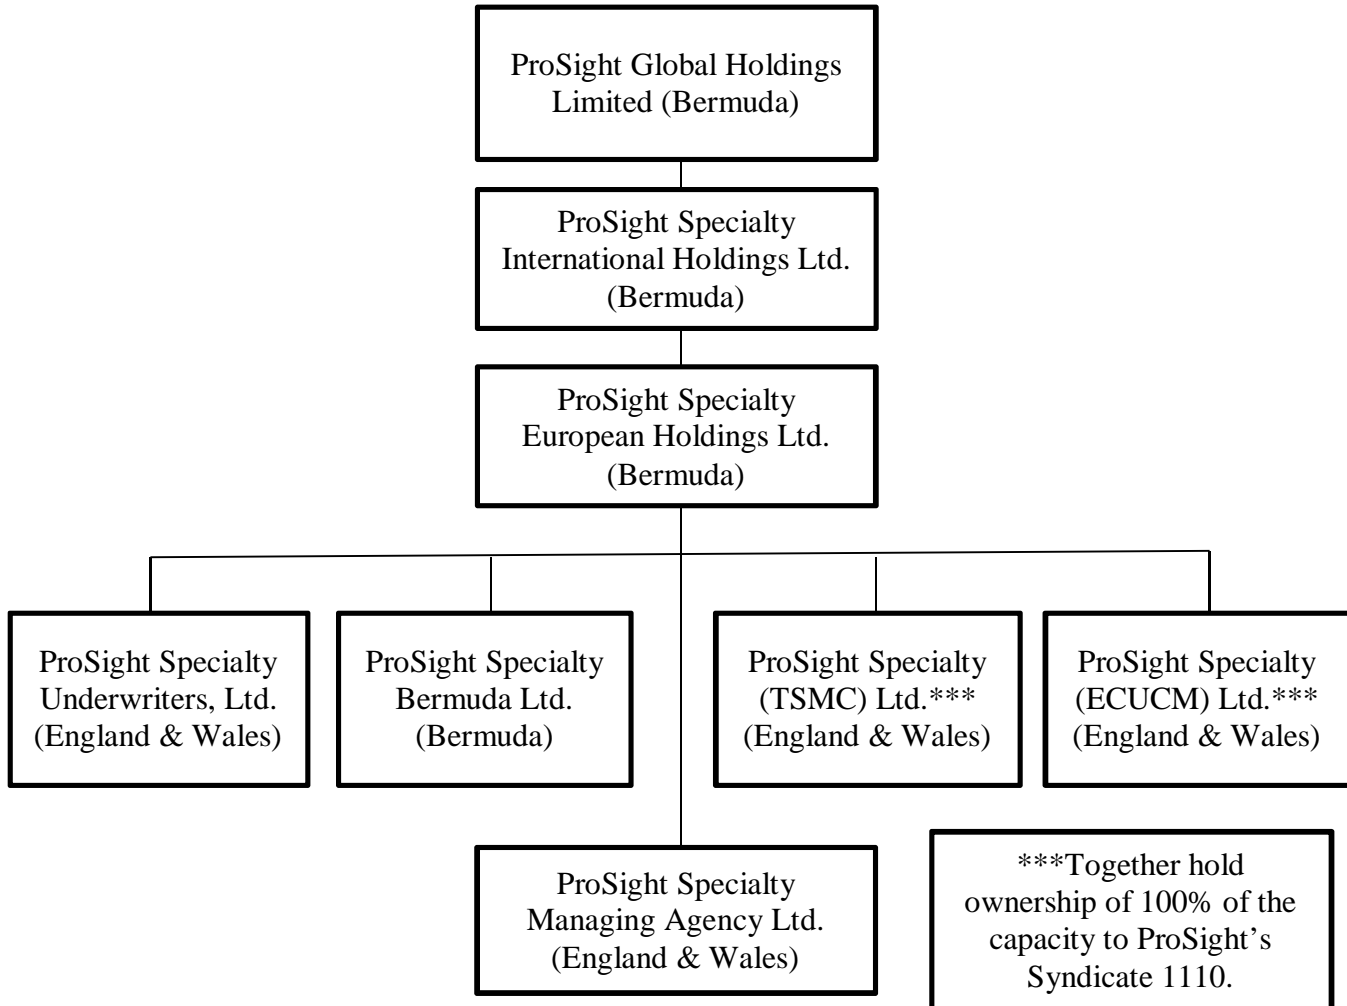 ProSight Global Holdings
Limited (Bermuda)
ProSight Specialty
International Holdings Ltd.
(Bermuda)
ProSight Specialty
European Holdings Ltd.
(Bermuda)
ProSight Specialty
Underwriters, Ltd.
(England & Wales)
ProSight Specialty
Bermuda Ltd.
(Bermuda)
ProSight Specialty
(TSMC) Ltd.***
(England & Wales)
ProSight Specialty
(ECUCM) Ltd.***
(England & Wales)
ProSight Specialty
Managing Agency Ltd.
(England & Wales)
***Together hold
ownership of 100% of the
capacity to ProSight’s
Syndicate 1110.